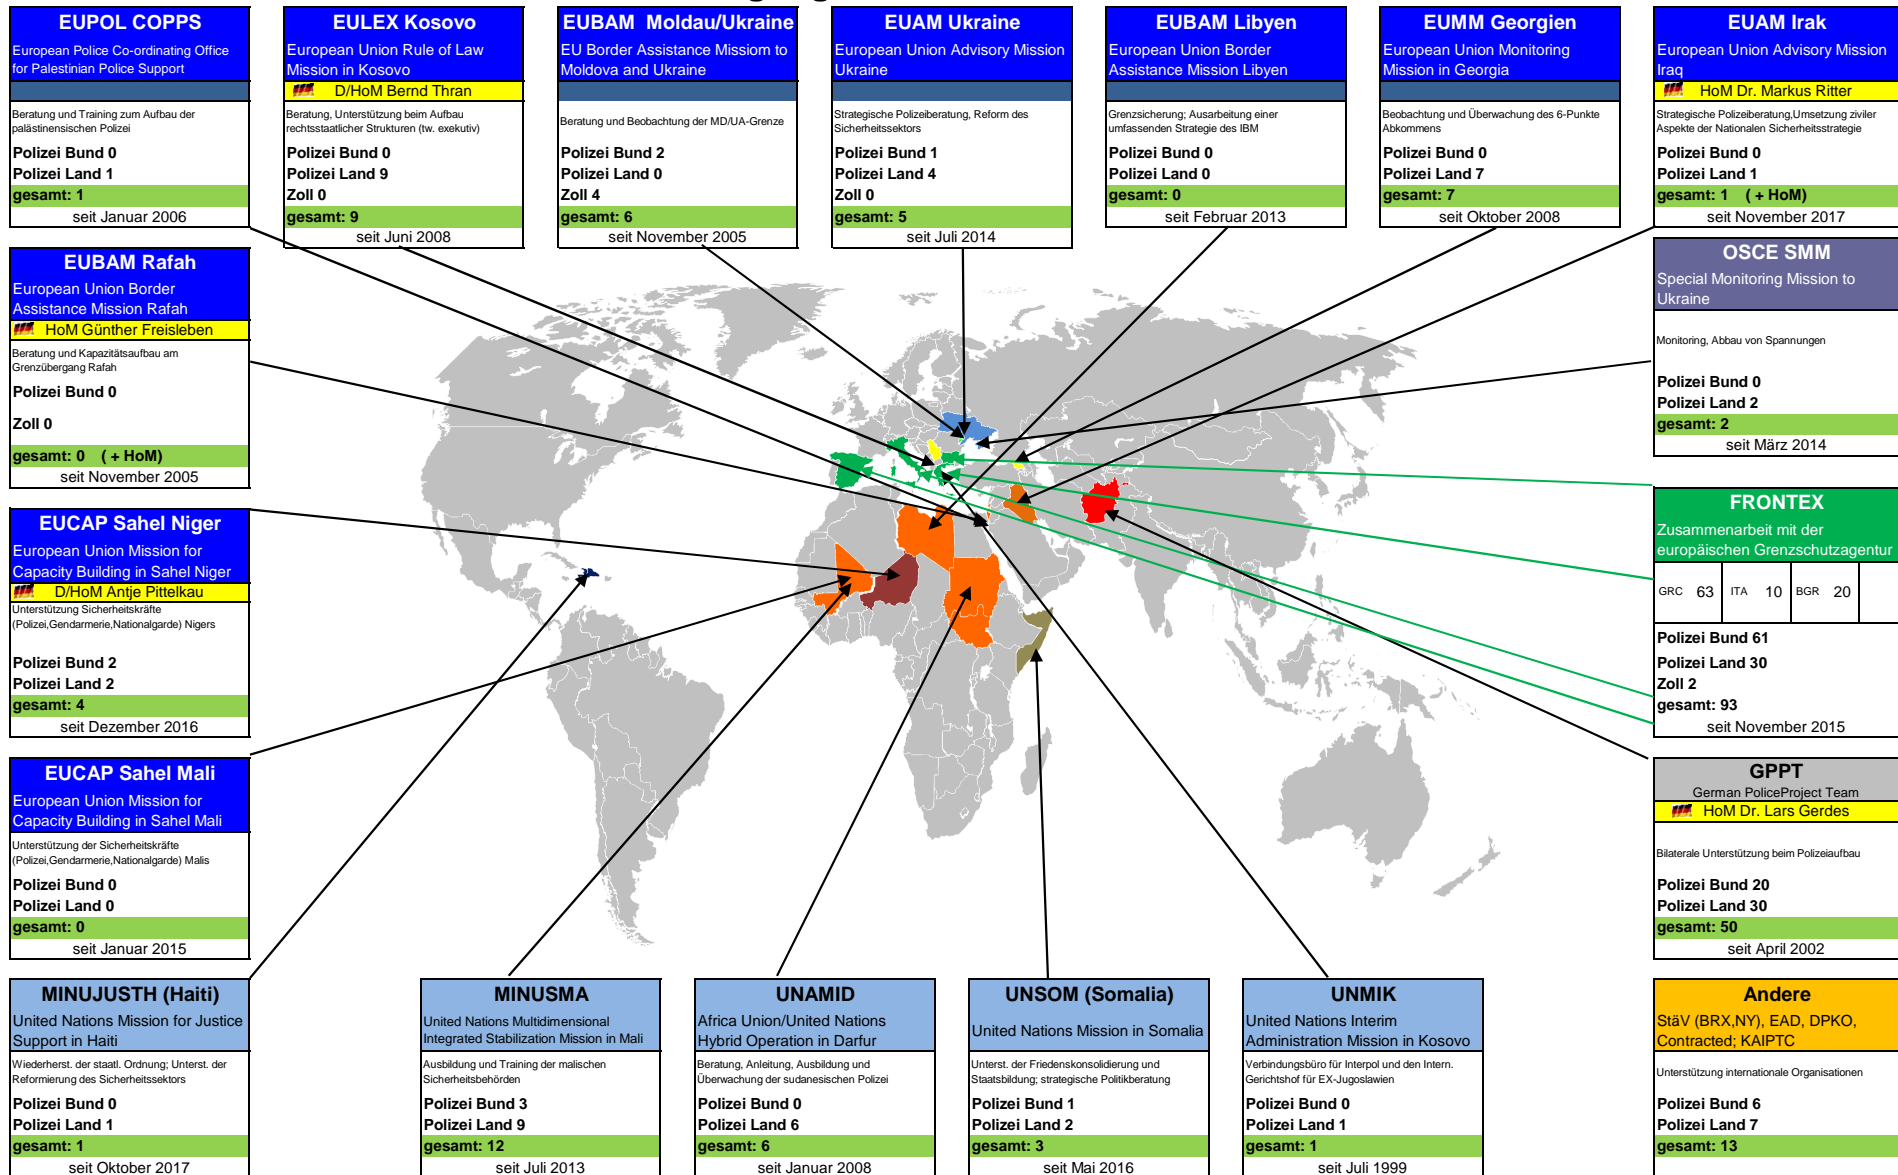 EUPOL COPPS
European Police Co-ordinating Office
for Palestinian Police Support
Beratung und Training zum Aufbau der
palästinensischen Polizei
Polizei Bund 0
Polizei Land 1
gesamt: 1
seit Januar 2006
EULEX Kosovo
European Union Rule of Law
Mission in Kosovo
D/HoM Bernd Thran
Beratung, Unterstützung beim Aufbau
rechtsstaatlicher Strukturen (tw. exekutiv)
Polizei Bund 0
Polizei Land 9
Zoll 0
gesamt: 9
seit Juni 2008
EUBAM Moldau/Ukraine
EU Border Assistance Missiom to
Moldova and Ukraine
Beratung und Beobachtung der MD/UA-Grenze
Polizei Bund 2
Polizei Land 0
Zoll 4
gesamt: 6
seit November 2005
EUAM Ukraine
European Union Advisory Mission
Ukraine
Strategische Polizeiberatung, Reform des
Sicherheitssektors
Polizei Bund 1
Polizei Land 4
Zoll 0
gesamt: 5
seit Juli 2014
EUBAM Libyen
European Union Border
Assistance Mission Libyen
Grenzsicherung; Ausarbeitung einer
umfassenden Strategie des IBM
Polizei Bund 0
Polizei Land 0
gesamt: 0
seit Februar 2013
EUMM Georgien
European Union Monitoring
Mission in Georgia
Beobachtung und Überwachung des 6-Punkte
Abkommens
Polizei Bund 0
Polizei Land 7
gesamt: 7
seit Oktober 2008
EUAM Irak
European Union Advisory Mission
Iraq
HoM Dr. Markus Ritter
Strategische Polizeiberatung,Umsetzung ziviler
Aspekte der Nationalen Sicherheitsstrategie
Polizei Bund 0
Polizei Land 1
gesamt: 1 ( + HoM)
seit November 2017
EUBAM Rafah
European Union Border
Assistance Mission Rafah
HoM Günther Freisleben
Beratung und Kapazitätsaufbau am
Grenzübergang Rafah
Polizei Bund 0
Zoll 0
gesamt: 0 ( + HoM)
seit November 2005
OSCE SMM
Special Monitoring Mission to
Ukraine
Monitoring, Abbau von Spannungen
Polizei Bund 0
Polizei Land 2
gesamt: 2
seit März 2014
EUCAP Sahel Niger
European Union Mission for
Capacity Building in Sahel Niger
D/HoM Antje Pittelkau
Unterstützung Sicherheitskräfte
(Polizei,Gendarmerie,Nationalgarde) Nigers
Polizei Bund 2
Polizei Land 2
gesamt: 4
seit Dezember 2016
FRONTEX
Zusammenarbeit mit der
europäischen Grenzschutzagentur
GRC 63 ITA 10 BGR 20
Polizei Bund 61
Polizei Land 30
Zoll 2
gesamt: 93
seit November 2015
EUCAP Sahel Mali
European Union Mission for
Capacity Building in Sahel Mali
Unterstützung der Sicherheitskräfte
(Polizei,Gendarmerie,Nationalgarde) Malis
Polizei Bund 0
Polizei Land 0
gesamt: 0
seit Januar 2015
GPPT
German PoliceProject Team
HoM Dr. Lars Gerdes
Bilaterale Unterstützung beim Polizeiaufbau
Polizei Bund 20
Polizei Land 30
gesamt: 50
seit April 2002
MINUJUSTH (Haiti)
United Nations Mission for Justice
Support in Haiti
Wiederherst. der staatl. Ordnung; Unterst. der
Reformierung des Sicherheitssektors
Polizei Bund 0
Polizei Land 1
gesamt: 1
seit Oktober 2017
MINUSMA
United Nations Multidimensional
Integrated Stabilization Mission in Mali
Ausbildung und Training der malischen
Sicherheitsbehörden
Polizei Bund 3
Polizei Land 9
gesamt: 12
seit Juli 2013
UNAMID
Africa Union/United Nations
Hybrid Operation in Darfur
Beratung, Anleitung, Ausbildung und
Überwachung der sudanesischen Polizei
Polizei Bund 0
Polizei Land 6
gesamt: 6
seit Januar 2008
UNSOM (Somalia)
United Nations Mission in Somalia
Unterst. der Friedenskonsolidierung und
Staatsbildung; strategische Politikberatung
Polizei Bund 1
Polizei Land 2
gesamt: 3
seit Mai 2016
UNMIK
United Nations Interim
Administration Mission in Kosovo
Verbindungsbüro für Interpol und den Intern.
Gerichtshof für EX-Jugoslawien
Polizei Bund 0
Polizei Land 1
gesamt: 1
seit Juli 1999
Andere
StäV (BRX,NY), EAD, DPKO,
Contracted; KAIPTC
Unterstützung internationale Organisationen
Polizei Bund 6
Polizei Land 7
gesamt: 13